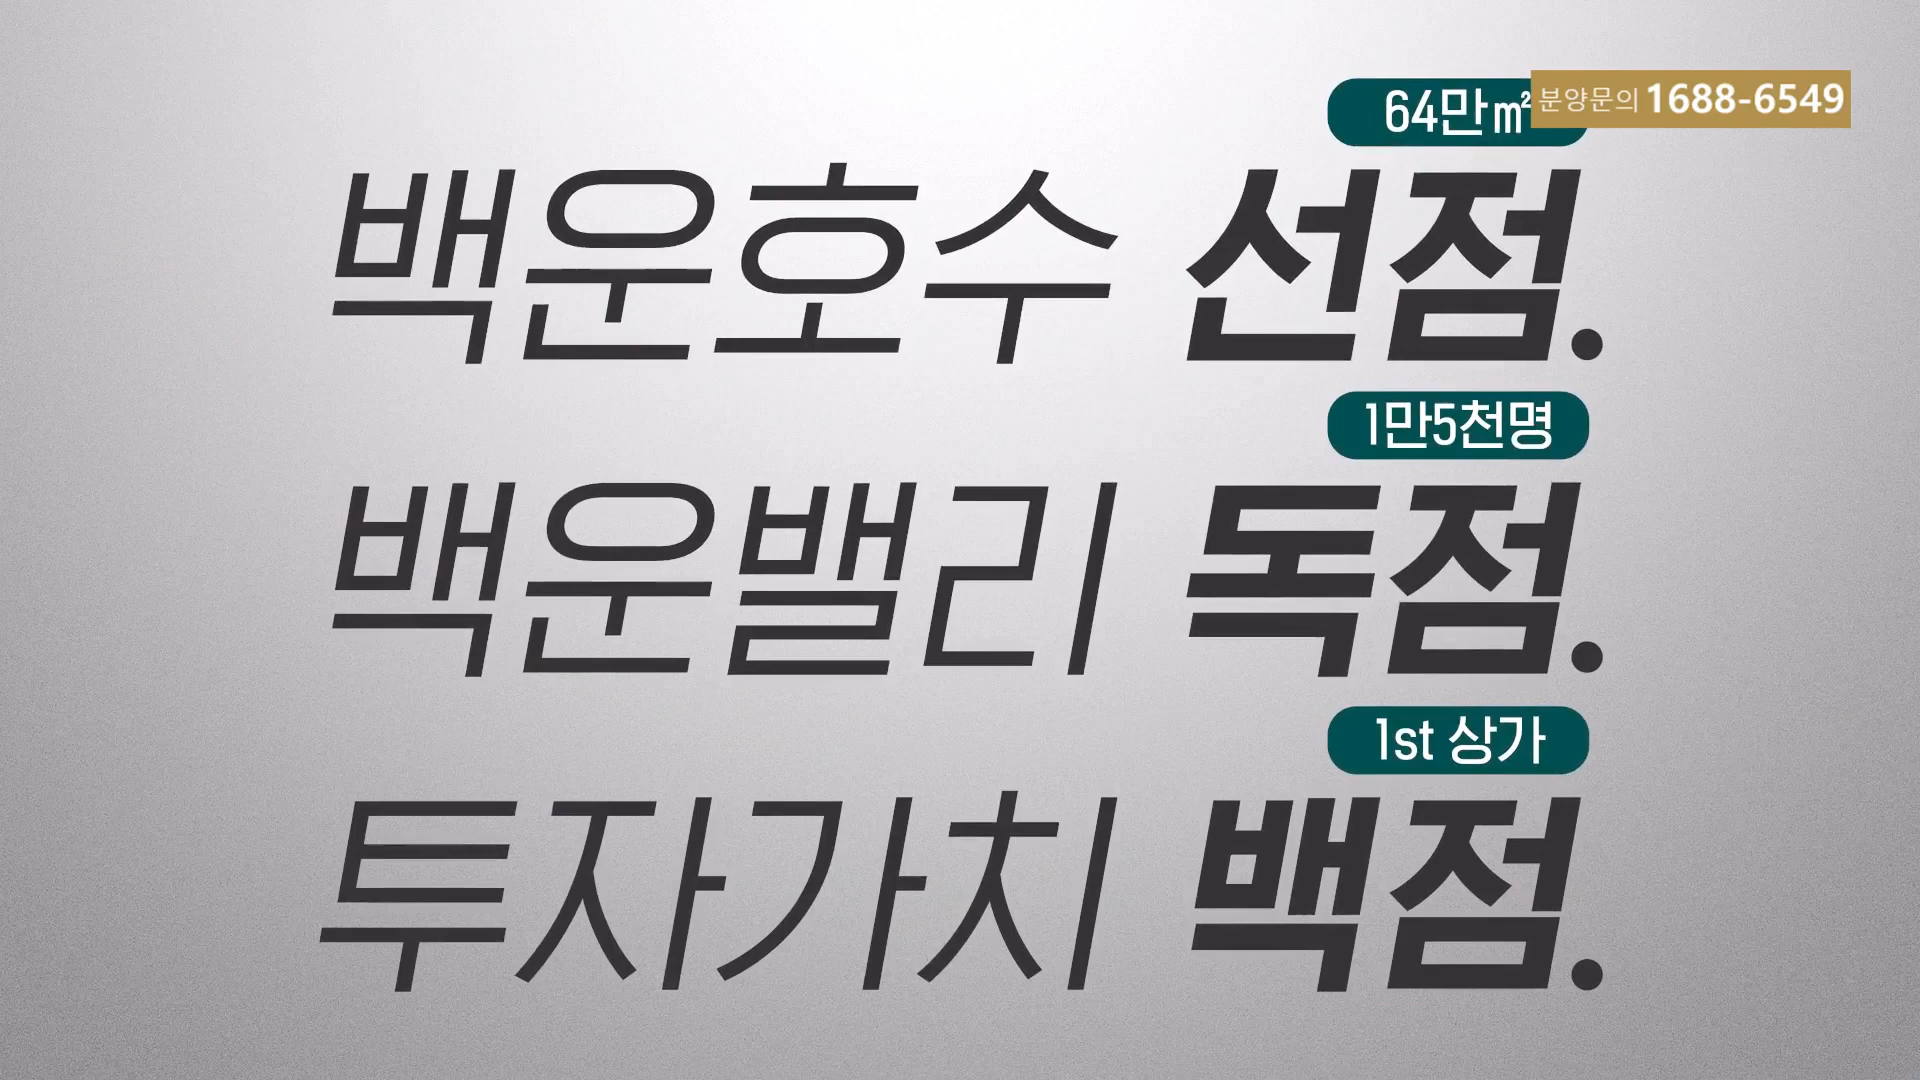 64만㎡
분양문의 1688-6549
백운호수 선점.
1만5천명
백운밸리 독점.
1st 상가
투자가치 백점.